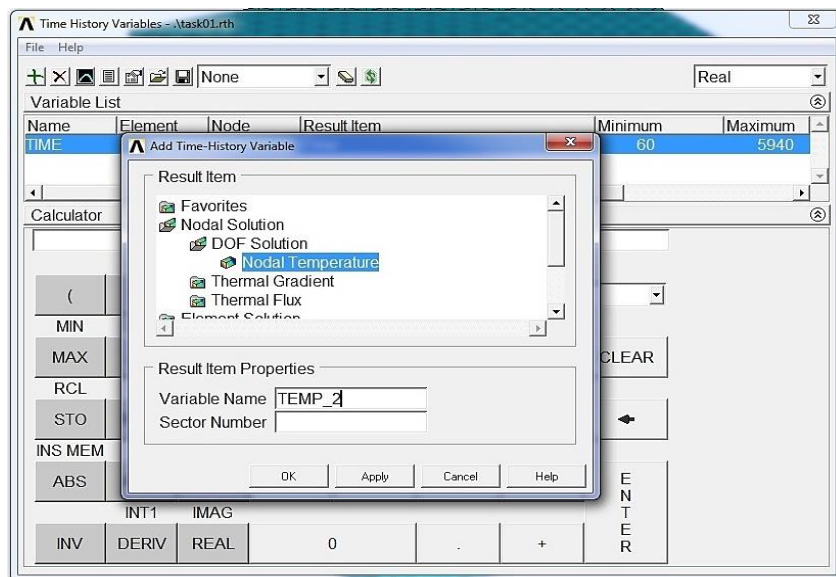 Time History Variables - .\task01.rth
File Help
None
Real
Variable List
Name Element Node Result Item Minimum Maximum
TIME 60 5940
Add Time-History Variable
Result Item
Favorites
Nodal Solution
DOF Solution
Nodal Temperature
Thermal Gradient
Thermal Flux
Element Solution
Result Item Properties
Variable Name TEMP_2
Sector Number
OK Apply Cancel Help
Calculator
(
MIN
MAX CLEAR
RCL
STO
INS MEM
ABS
INT1 IMAG
INV DERIV REAL 0 . +
ENTER